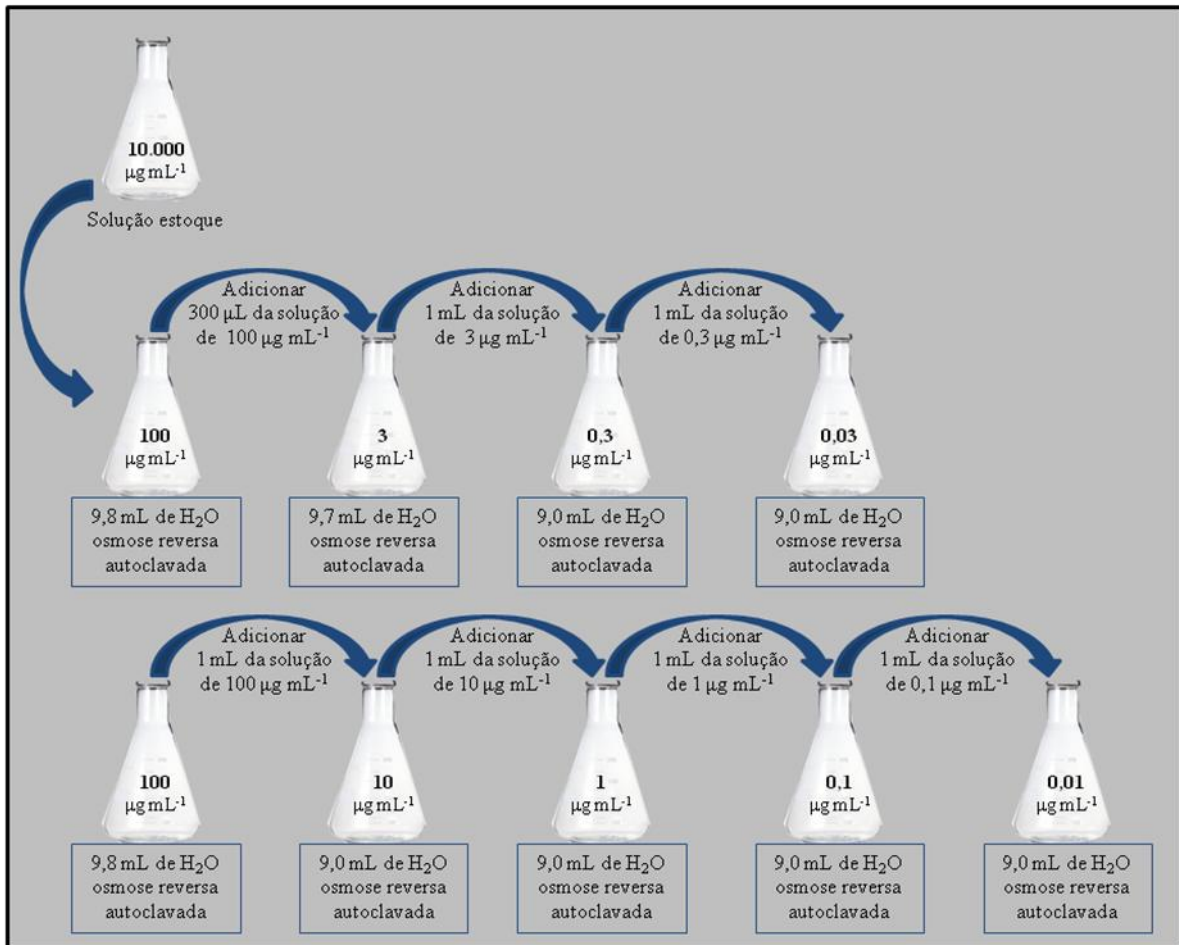 10.000
µg mL⁻¹
Solução estoque
Adicionar
300 µL da solução
de 100 µg mL⁻¹
Adicionar
1 mL da solução
de 3 µg mL⁻¹
Adicionar
1 mL da solução
de 0,3 µg mL⁻¹
100
µg mL⁻¹
3
µg mL⁻¹
0,3
µg mL⁻¹
0,03
µg mL⁻¹
9,8 mL de H₂O
osmose reversa
autoclavada
9,7 mL de H₂O
osmose reversa
autoclavada
9,0 mL de H₂O
osmose reversa
autoclavada
9,0 mL de H₂O
osmose reversa
autoclavada
Adicionar
1 mL da solução
de 100 µg mL⁻¹
Adicionar
1 mL da solução
de 10 µg mL⁻¹
Adicionar
1 mL da solução
de 1 µg mL⁻¹
Adicionar
1 mL da solução
de 0,1 µg mL⁻¹
100
µg mL⁻¹
10
µg mL⁻¹
1
µg mL⁻¹
0,1
µg mL⁻¹
0,01
µg mL⁻¹
9,8 mL de H₂O
osmose reversa
autoclavada
9,0 mL de H₂O
osmose reversa
autoclavada
9,0 mL de H₂O
osmose reversa
autoclavada
9,0 mL de H₂O
osmose reversa
autoclavada
9,0 mL de H₂O
osmose reversa
autoclavada